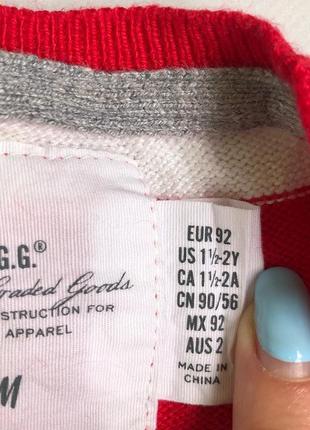 .G.G.®
Graded Goods
STRUCTION FOR
APPAREL
M
EUR 92
US 1½-2Y
CA 1½-2A
CN 90/56
MX 92
AUS 2
MADE IN
CHINA